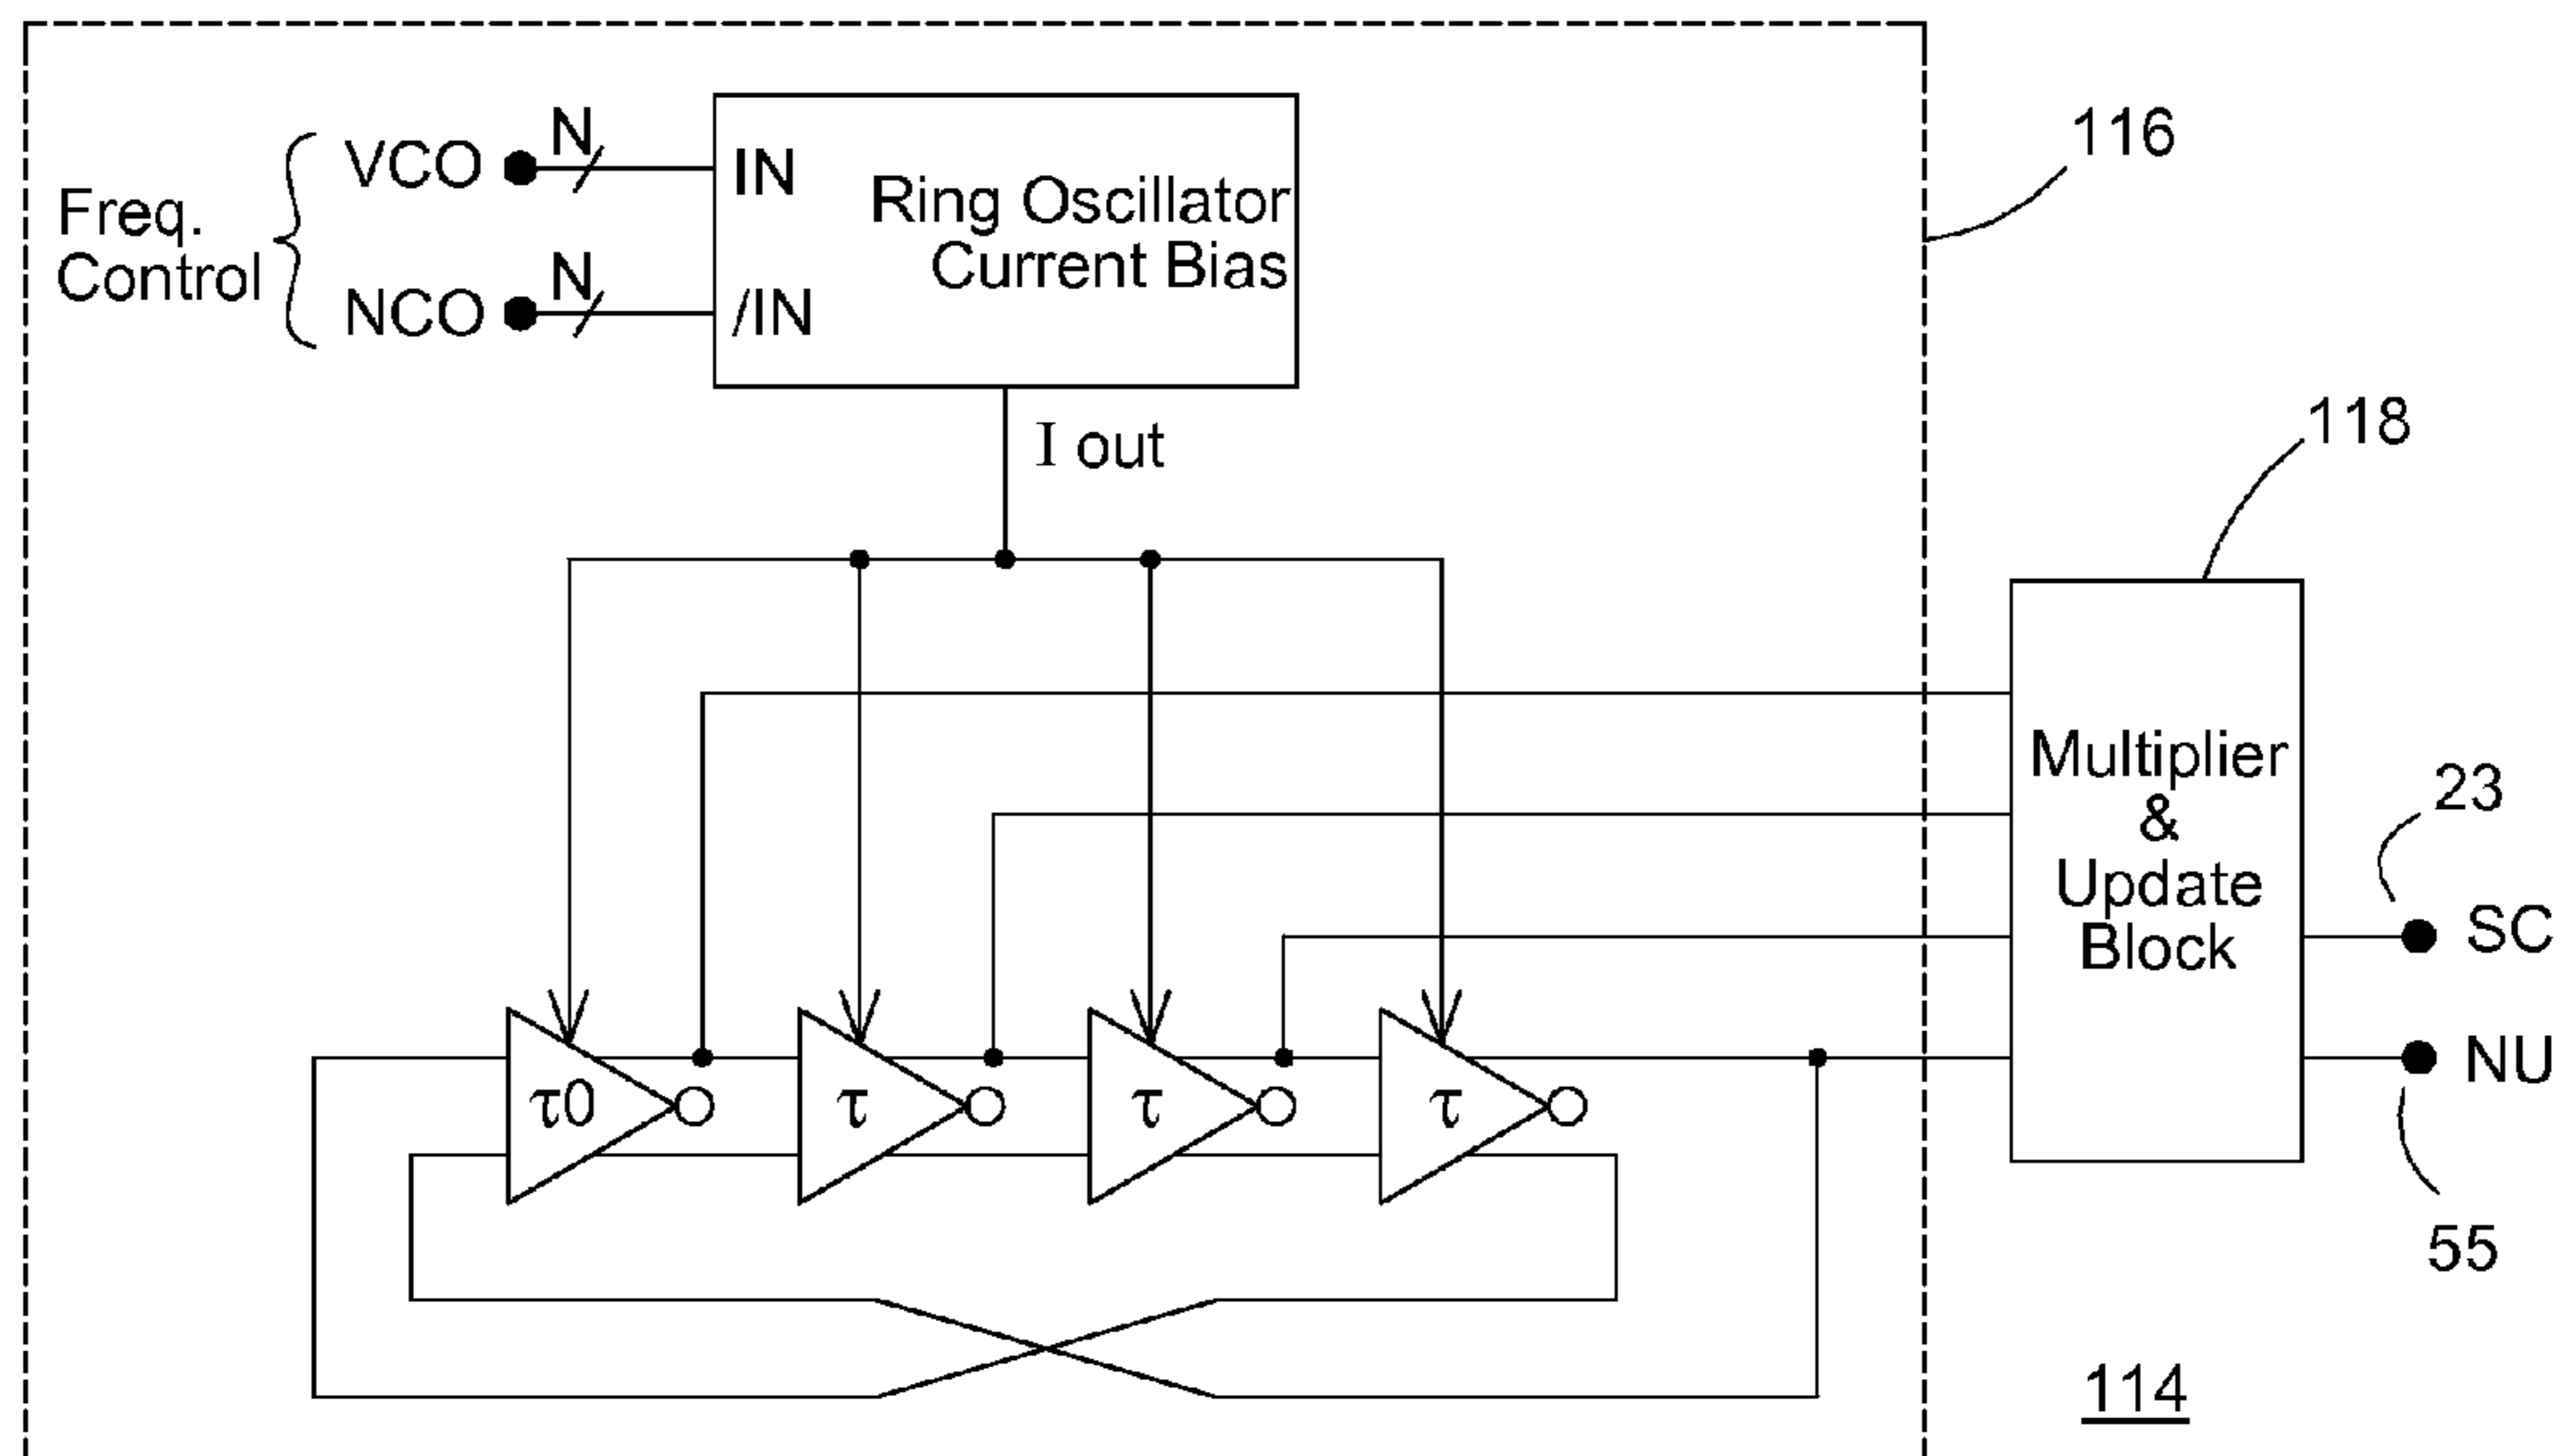 Freq.
Control
VCO
N
NCO
N
IN
/IN
Ring Oscillator
Current Bias
I out
116
118
Multiplier
&
Update
Block
23
SC
NU
55
τ0
τ
τ
τ
114